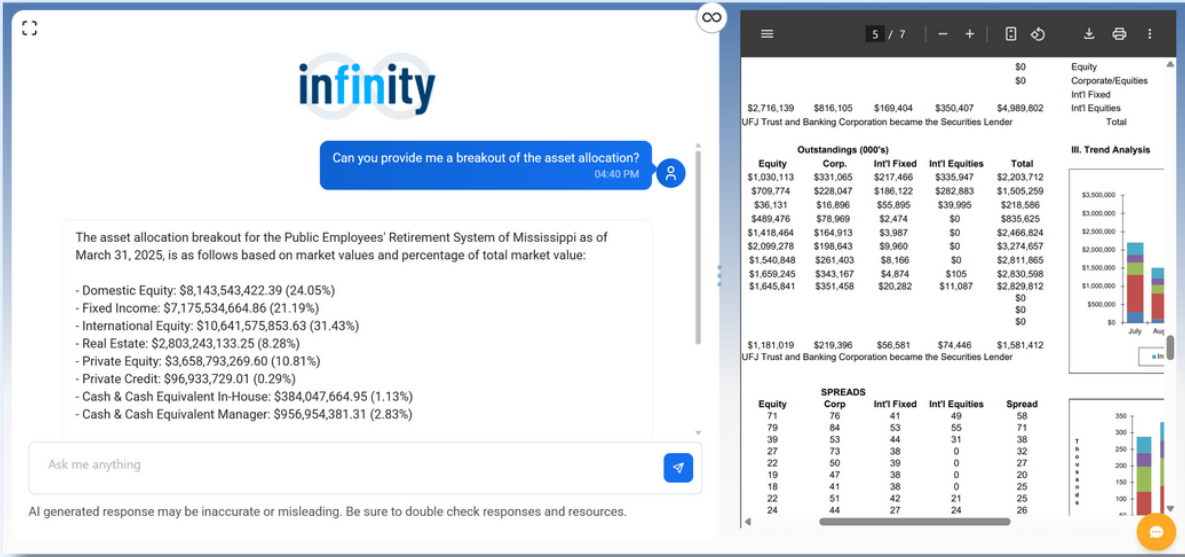 infinity
Can you provide me a breakout of the asset allocation?
04:40 PM
The asset allocation breakout for the Public Employees' Retirement System of Mississippi as of
March 31, 2025, is as follows based on market values and percentage of total market value:
- Domestic Equity: $8,143,543,422.39 (24.05%)
- Fixed Income: $7,175,534,664.86 (21.19%)
- International Equity: $10,641,575,853.63 (31.43%)
- Real Estate: $2,803,243,133.25 (8.28%)
- Private Equity: $3,658,793,269.60 (10.81%)
- Private Credit: $96,933,729.01 (0.29%)
- Cash & Cash Equivalent In-House: $384,047,664.95 (1.13%)
- Cash & Cash Equivalent Manager: $956,954,381.31 (2.83%)
Ask me anything
AI generated response may be inaccurate or misleading. Be sure to double check responses and resources.
5 / 7
$0
$0
$2,716,139 $816,105 $169,404 $350,407 $4,989,802
UFJ Trust and Banking Corporation became the Securities Lender
Outstandings (000's)
Equity Corp. Int'l Fixed Int'l Equities Total
$1,030,113 $331,065 $217,466 $335,947 $2,203,712
$709,774 $228,047 $186,122 $282,883 $1,505,259
$36,131 $16,896 $55,895 $39,995 $218,586
$489,476 $78,969 $2,474 $0 $835,625
$1,418,464 $164,913 $3,987 $0 $2,466,824
$2,099,278 $198,643 $9,960 $0 $3,274,657
$1,540,848 $261,403 $8,166 $0 $2,811,865
$1,659,245 $343,167 $4,874 $105 $2,830,598
$1,645,841 $351,458 $20,282 $11,087 $2,829,812
$0
$0
$0
$1,181,019 $219,396 $56,581 $74,446 $1,581,412
UFJ Trust and Banking Corporation became the Securities Lender
SPREADS
Equity Corp Int'l Fixed Int'l Equities Spread
71 76 41 49 58
79 84 53 55 71
39 53 44 31 38
27 73 38 0 32
22 50 39 0 27
19 47 38 0 20
18 41 38 0 25
22 51 42 21 25
24 44 27 24 26
Equity
Corporate/Equities
Int'l Fixed
Int'l Equities
Total
III. Trend Analysis
$3,500,000
$3,000,000
$2,500,000
$2,000,000
$1,500,000
$1,000,000
$500,000
$0
July Aug
In
350
300
250
200
150
100
Thousands